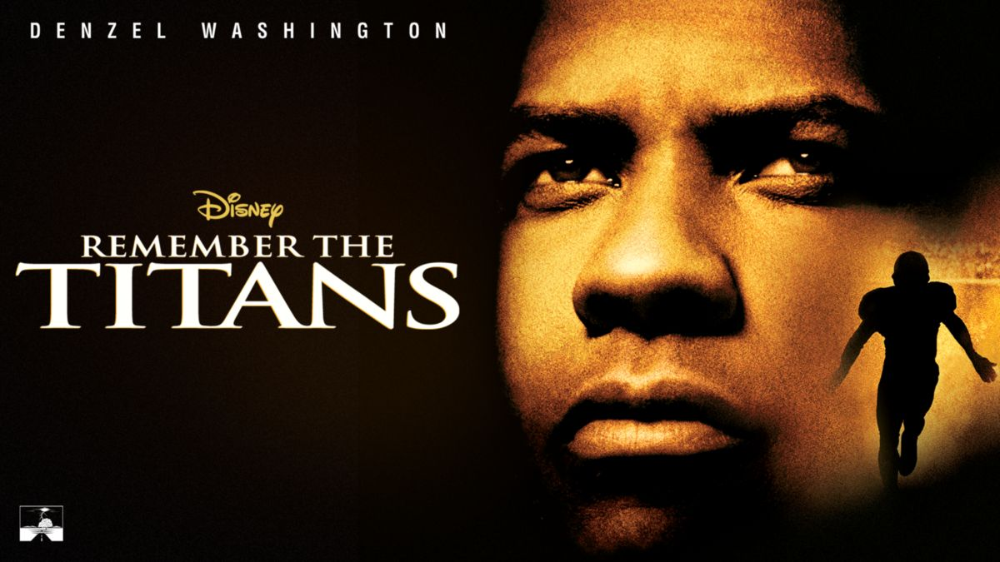 DENZEL WASHINGTON
Disney
REMEMBER THE
TITANS